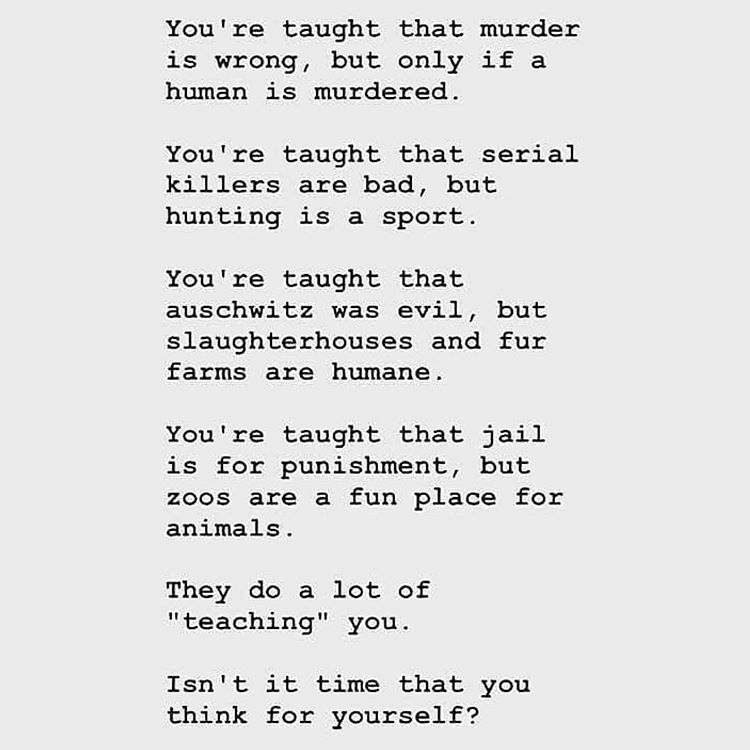 You're taught that murder
is wrong, but only if a
human is murdered.
You're taught that serial
killers are bad, but
hunting is a sport.
You're taught that
auschwitz was evil, but
slaughterhouses and fur
farms are humane.
You're taught that jail
is for punishment, but
zoos are a fun place for
animals.
They do a lot of
"teaching" you.
Isn't it time that you
think for yourself?